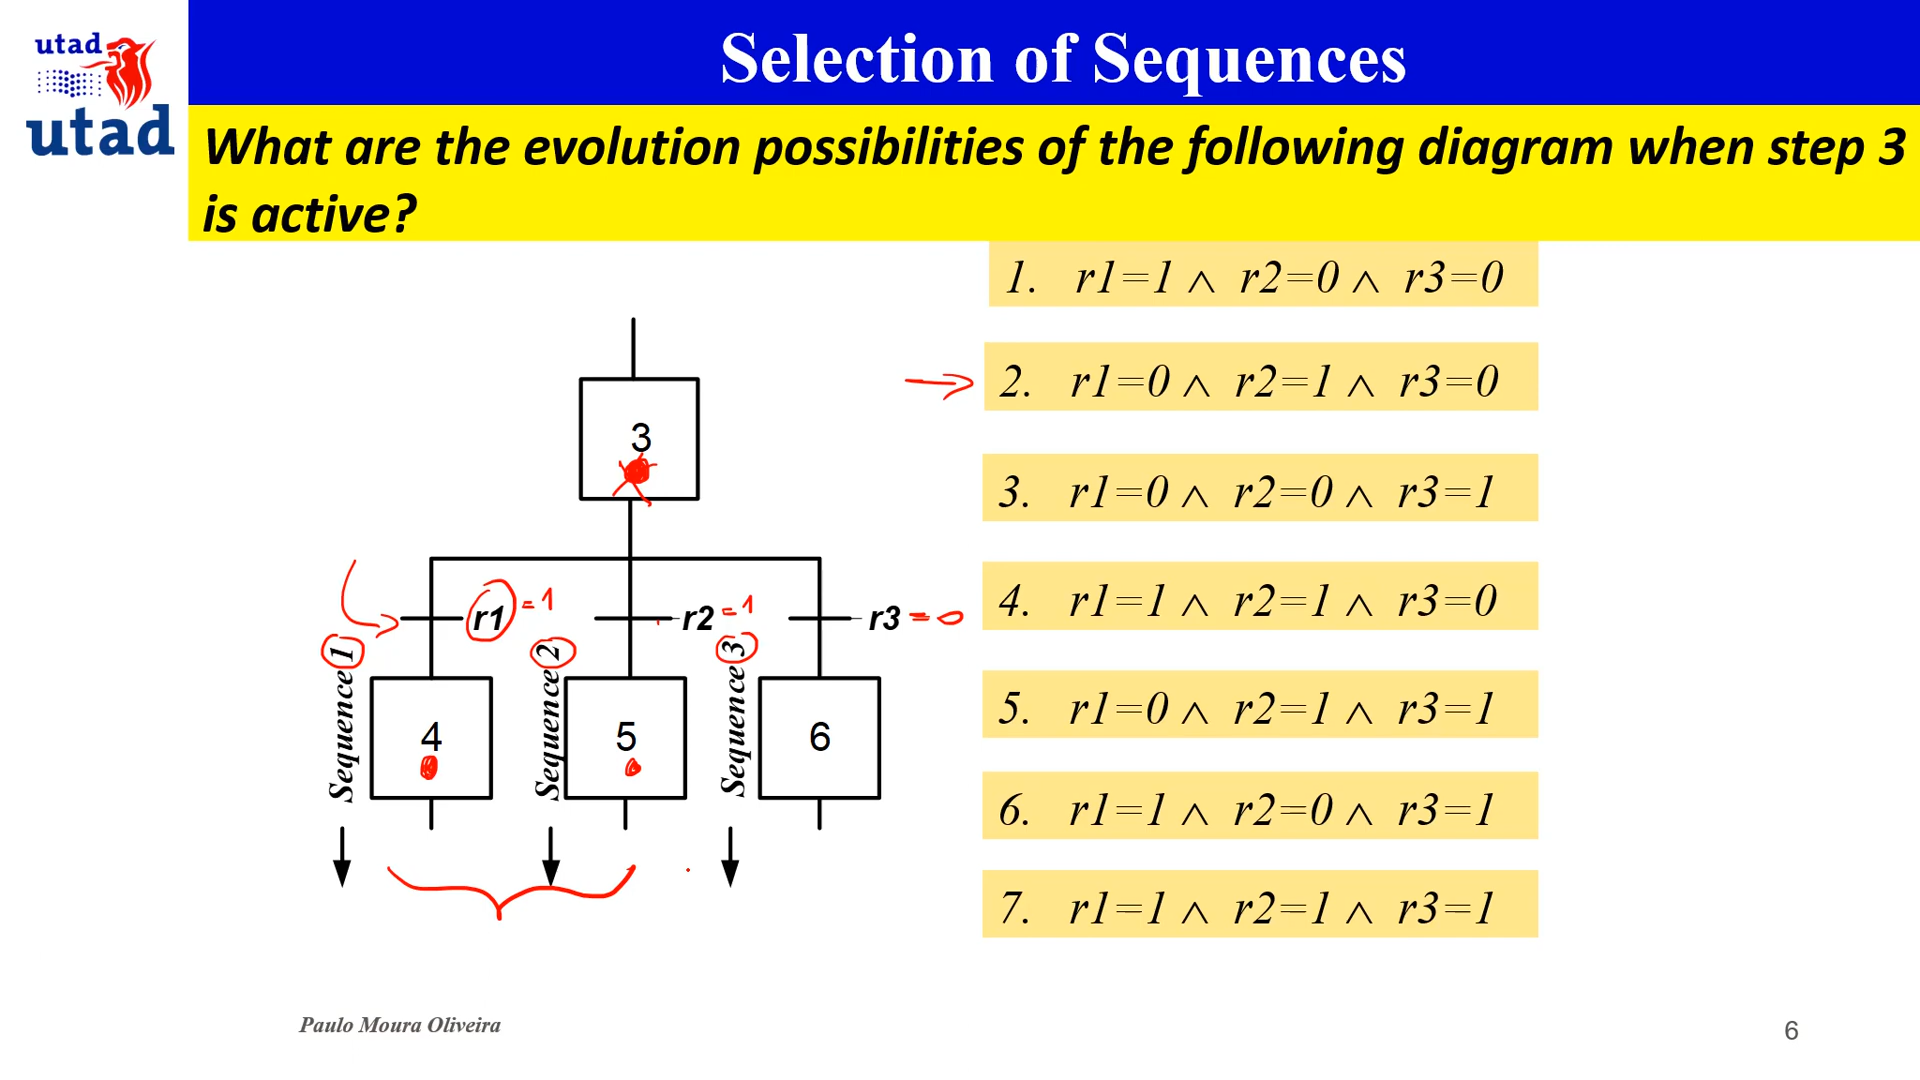 utad
utad
Selection of Sequences
What are the evolution possibilities of the following diagram when step 3
is active?
1. r1=1 ∧ r2=0 ∧ r3=0
2. r1=0 ∧ r2=1 ∧ r3=0
3. r1=0 ∧ r2=0 ∧ r3=1
4. r1=1 ∧ r2=1 ∧ r3=0
5. r1=0 ∧ r2=1 ∧ r3=1
6. r1=1 ∧ r2=0 ∧ r3=1
7. r1=1 ∧ r2=1 ∧ r3=1
3
r1 = 1
r2 = 1
r3 = 0
Sequence 1
Sequence 2
Sequence 3
4
5
6
Paulo Moura Oliveira
6